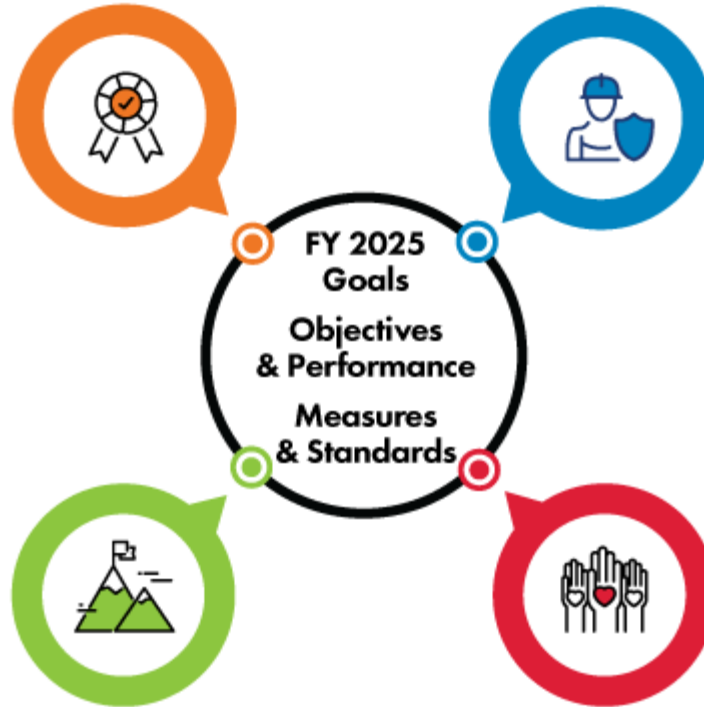 FY 2025
Goals
Objectives
& Performance
Measures
& Standards